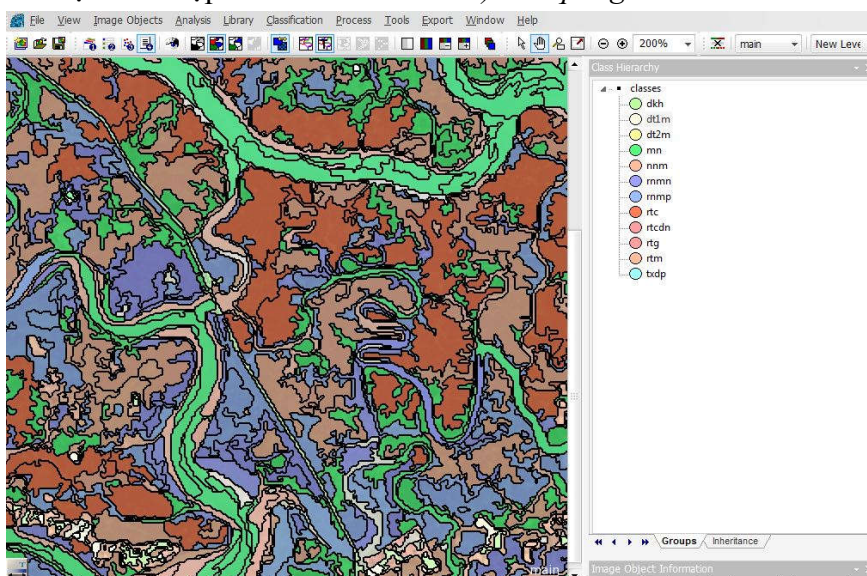 File View Image Objects Analysis Library Classification Process Tools Export Window Help
200% main New Leve
Class Hierarchy
classes
dkh
dt1m
dt2m
mn
nnm
rnmn
rnmp
rtc
rtcdn
rtg
rtm
txdp
main
Groups Inheritance
Image Object Information